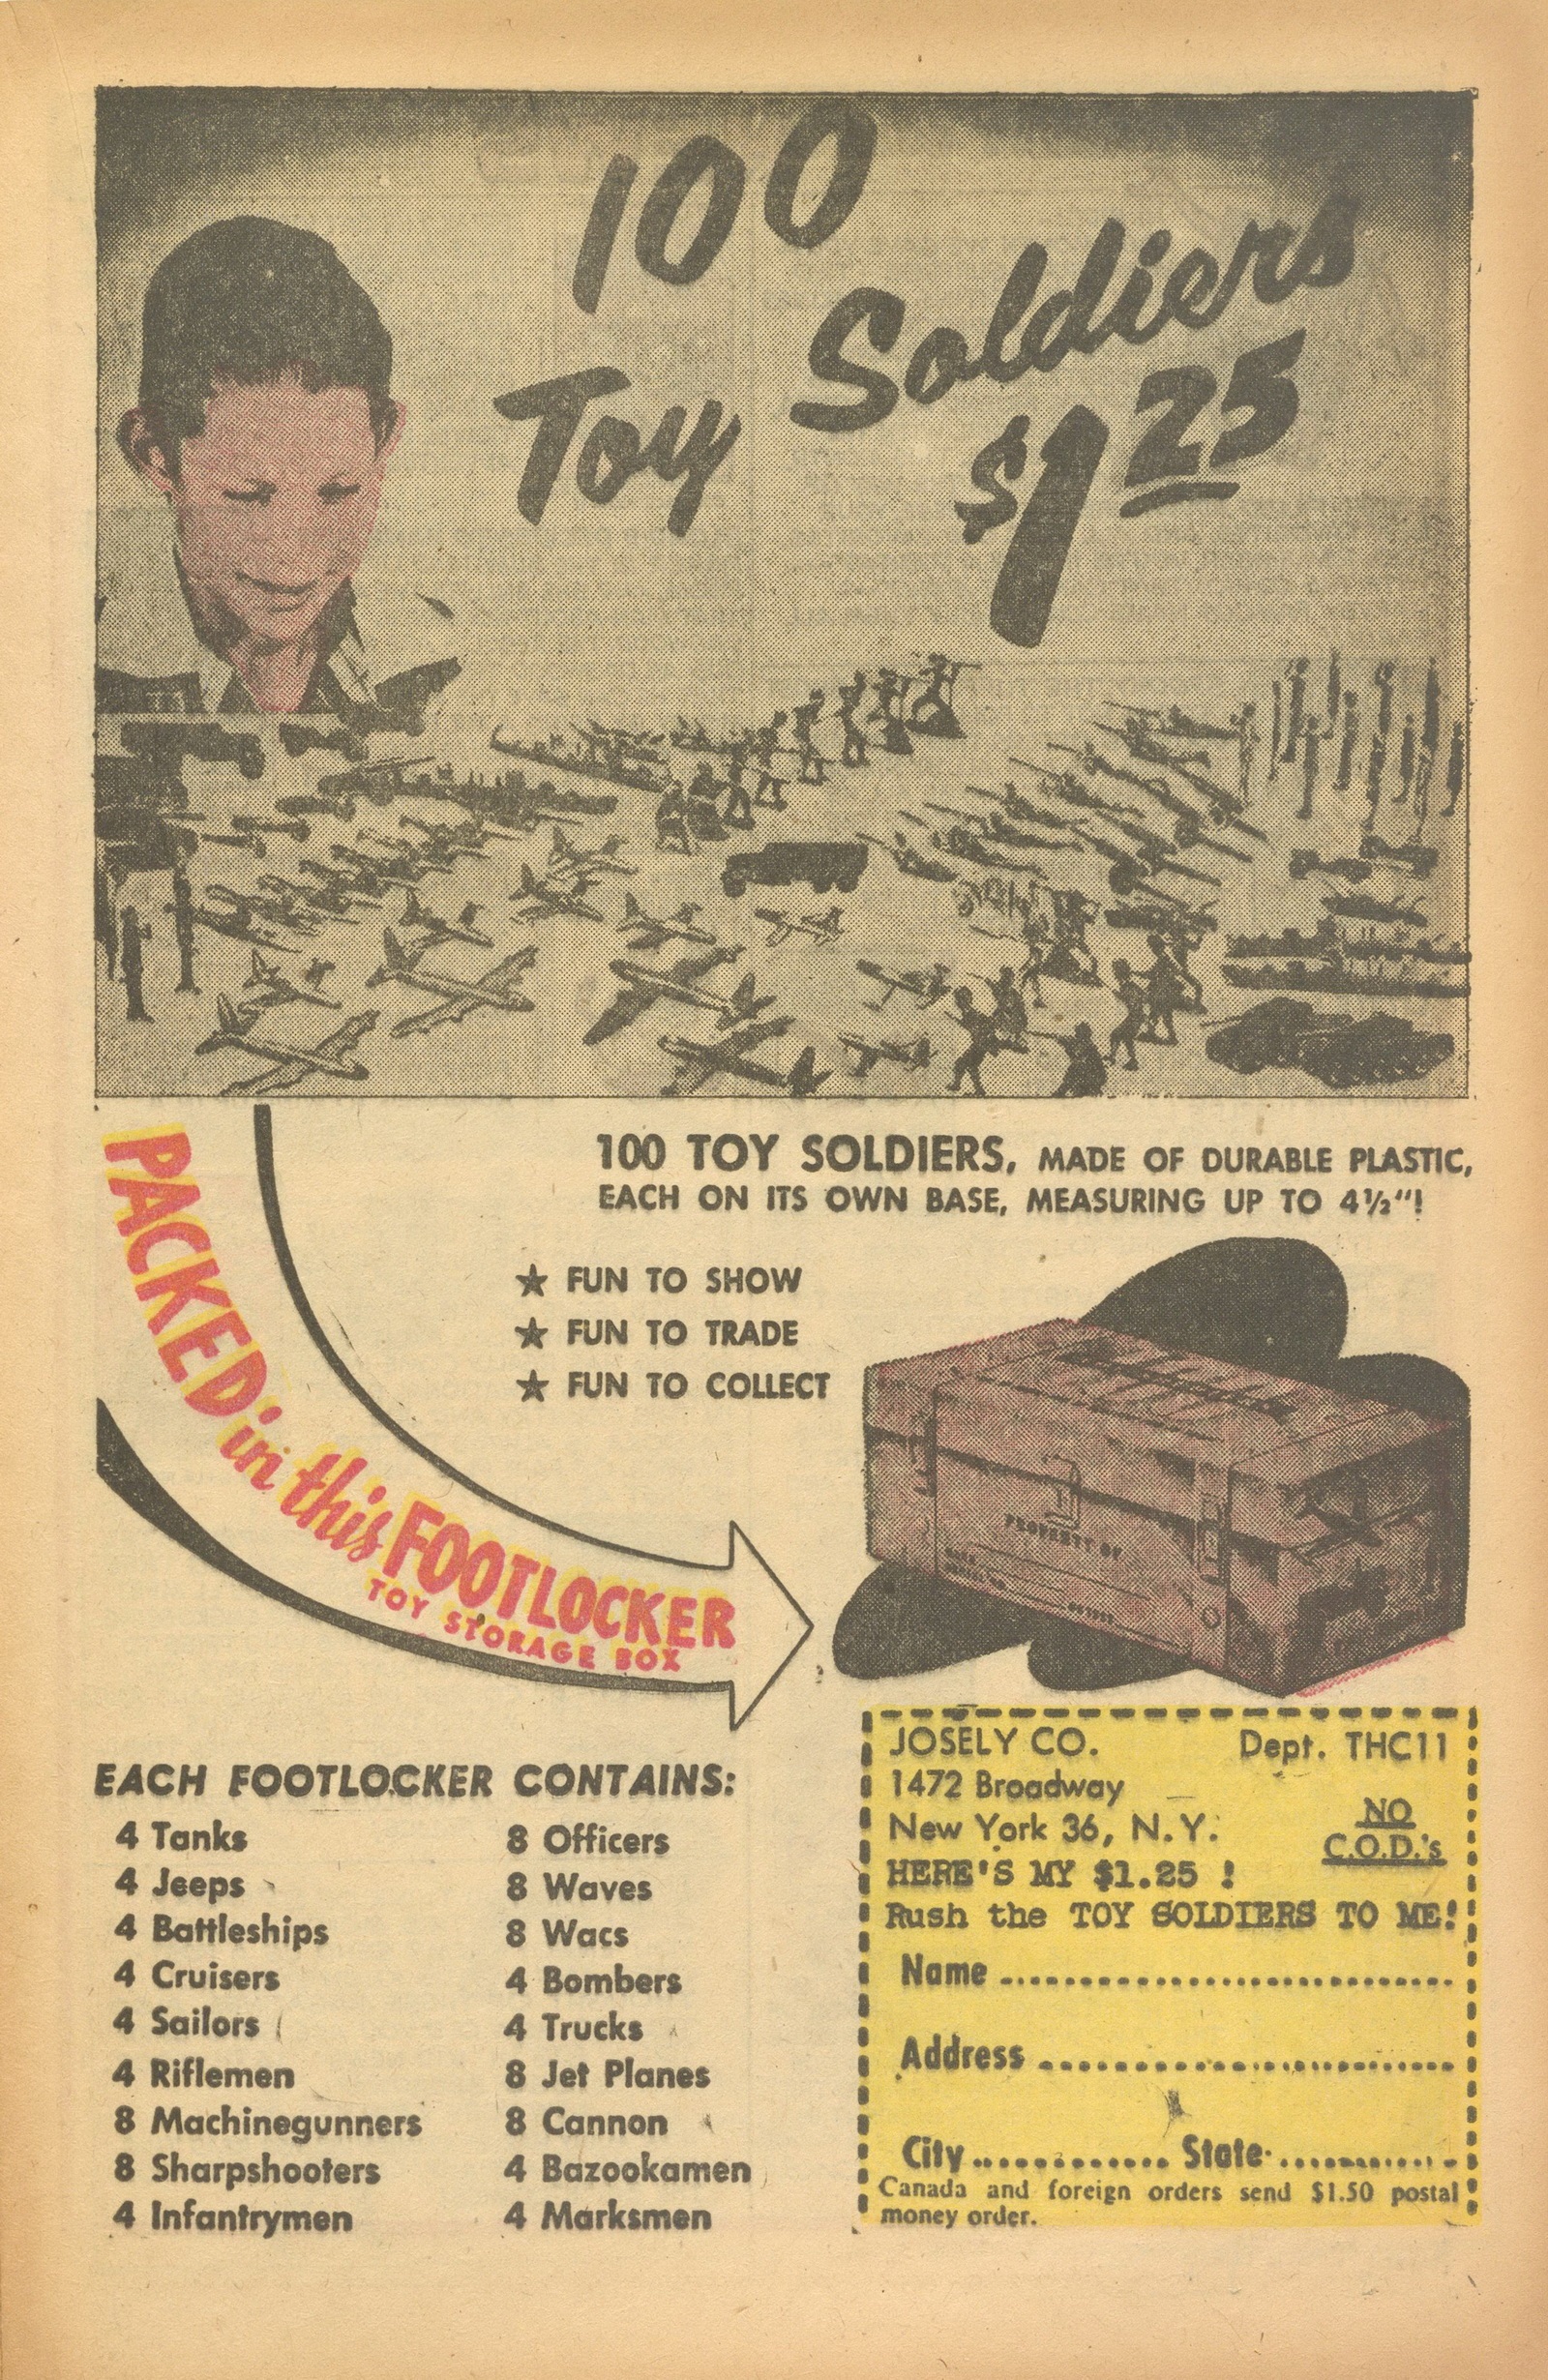 100
Toy Soldiers
$1 25
100 TOY SOLDIERS, MADE OF DURABLE PLASTIC,
EACH ON ITS OWN BASE, MEASURING UP TO 4½"!
★ FUN TO SHOW
★ FUN TO TRADE
★ FUN TO COLLECT
PACKED in this FOOTLOCKER
TOY STORAGE BOX
PROPERTY OF
EACH FOOTLOCKER CONTAINS:
4 Tanks
4 Jeeps
4 Battleships
4 Cruisers
4 Sailors
4 Riflemen
8 Machinegunners
8 Sharpshooters
4 Infantrymen
8 Officers
8 Waves
8 Wacs
4 Bombers
4 Trucks
8 Jet Planes
8 Cannon
4 Bazookamen
4 Marksmen
JOSELY CO. Dept. THC11
1472 Broadway
New York 36, N.Y.
NO
C.O.D.'s
HERE'S MY $1.25 !
Rush the TOY SOLDIERS TO ME!
Name
Address
City State
Canada and foreign orders send $1.50 postal
money order.